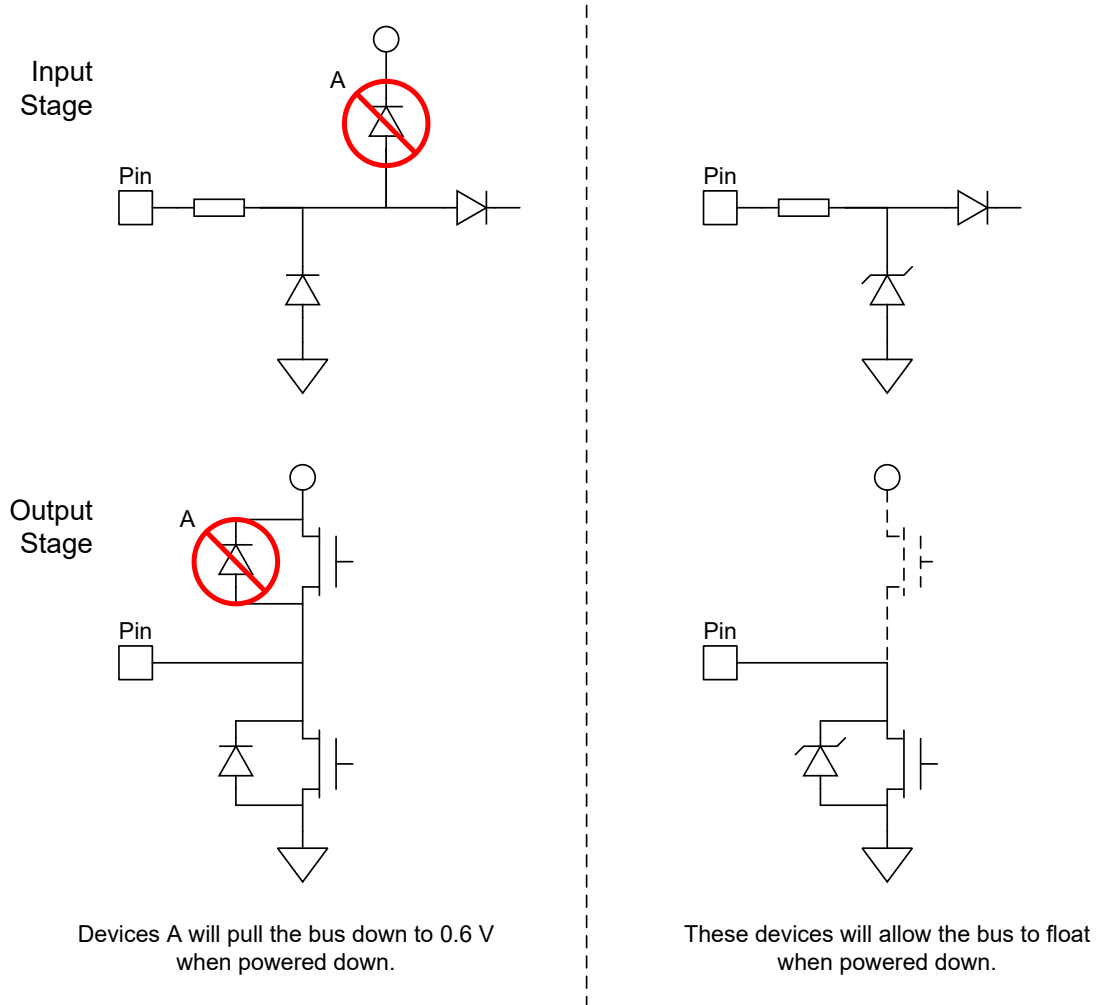 Input
Stage
A
Pin
Pin
Output
Stage
A
Pin
Pin
Devices A will pull the bus down to 0.6 V
when powered down.
These devices will allow the bus to float
when powered down.